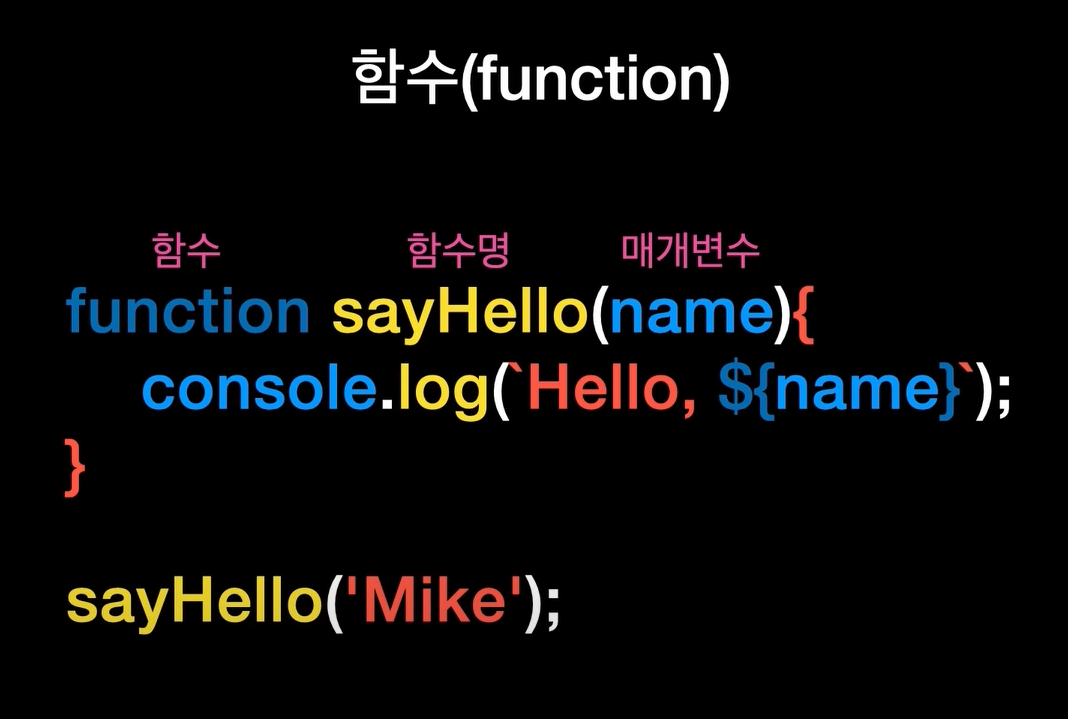 함수(function)
함수 함수명 매개변수
function sayHello(name){
console.log(`Hello, ${name}`);
}
sayHello('Mike');